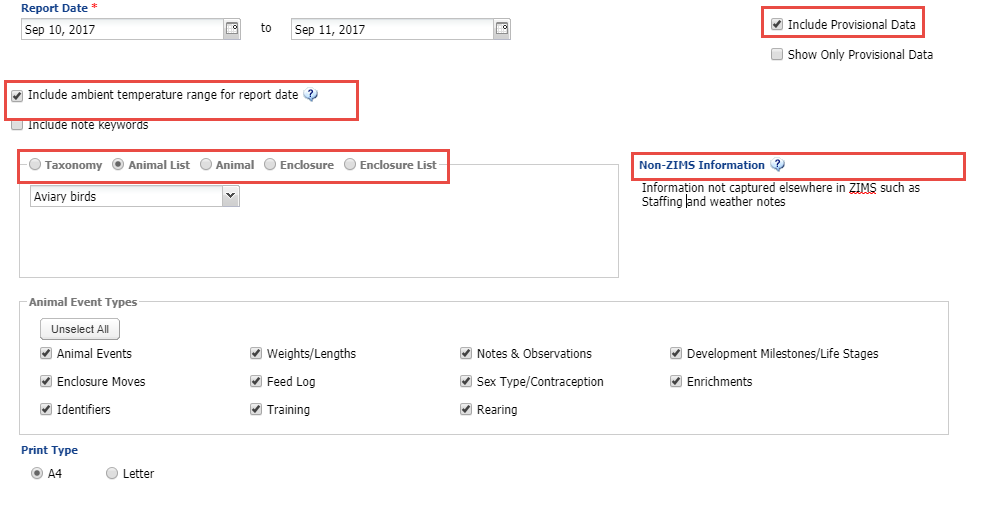 Report Date *
Sep 10, 2017 to Sep 11, 2017
Include Provisional Data
Show Only Provisional Data
Include ambient temperature range for report date ?
Include note keywords
Taxonomy Animal List Animal Enclosure Enclosure List
Aviary birds
Non-ZIMS Information ?
Information not captured elsewhere in ZIMS such as
Staffing and weather notes
Animal Event Types
Unselect All
Animal Events Weights/Lengths Notes & Observations Development Milestones/Life Stages
Enclosure Moves Feed Log Sex Type/Contraception Enrichments
Identifiers Training Rearing
Print Type
A4 Letter